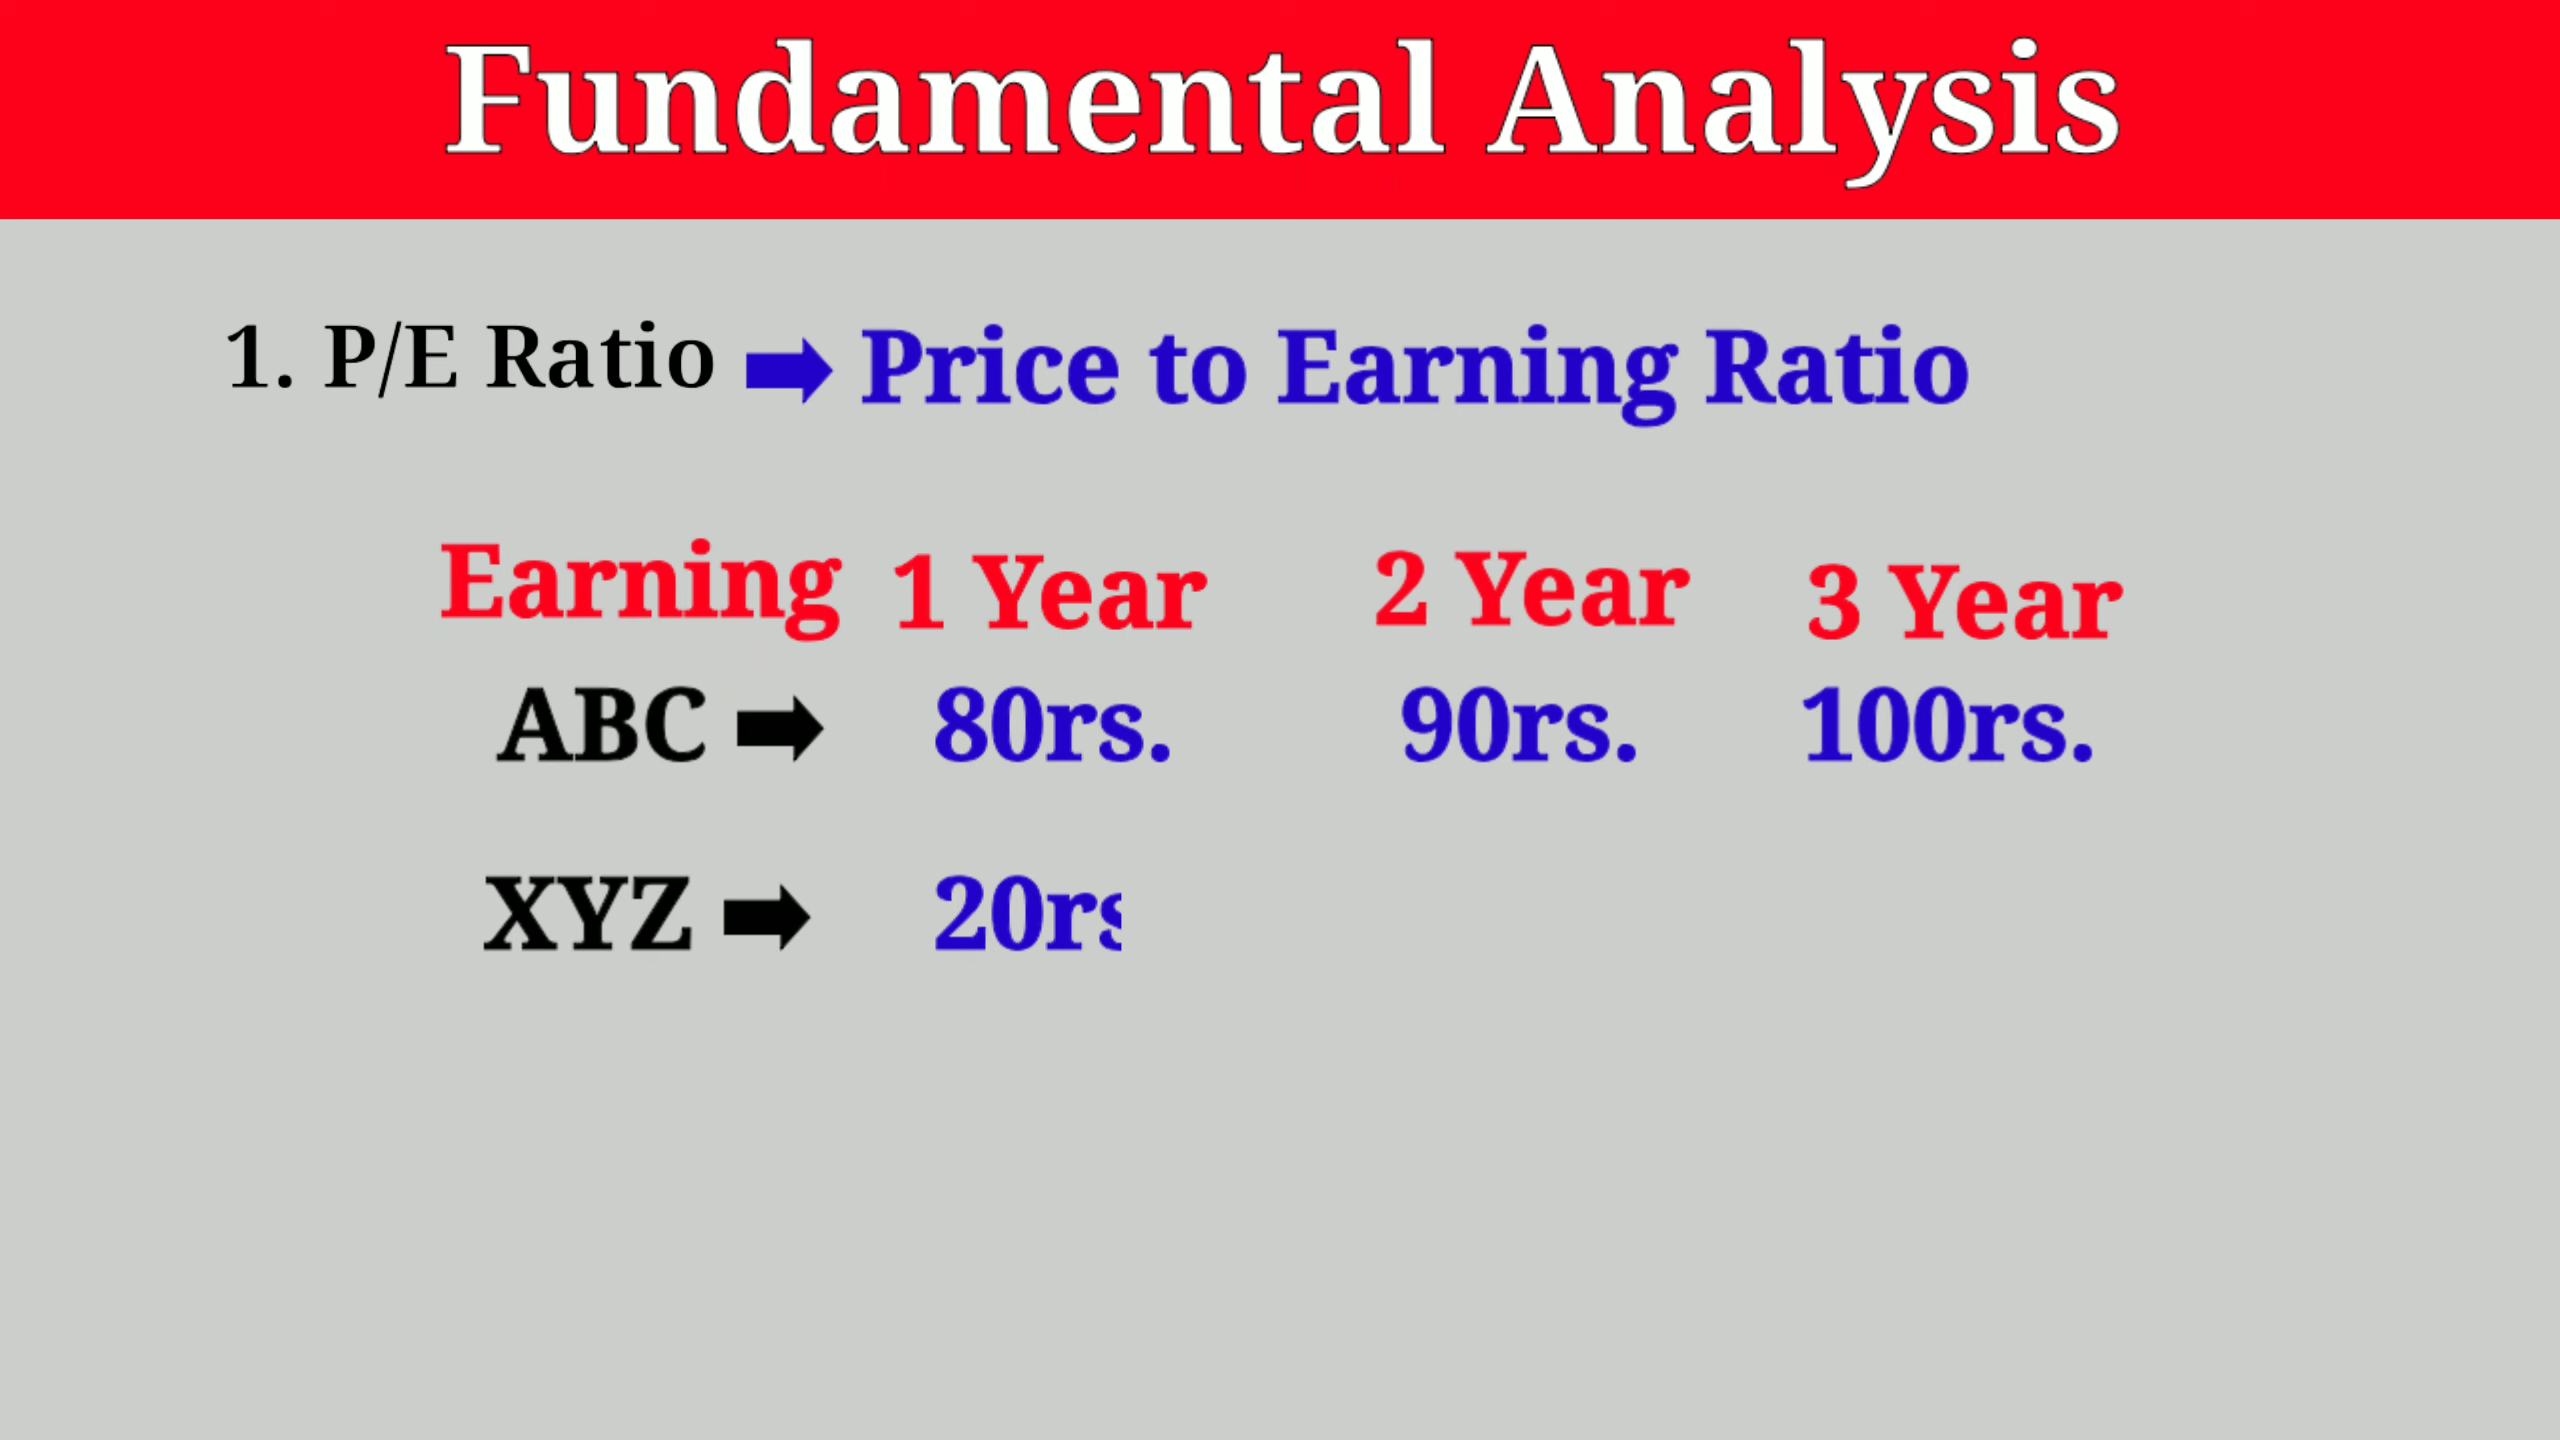 Fundamental Analysis
1. P/E Ratio ➡ Price to Earning Ratio
Earning 1 Year 2 Year 3 Year
ABC ➡ 80rs. 90rs. 100rs.
XYZ ➡ 20rs